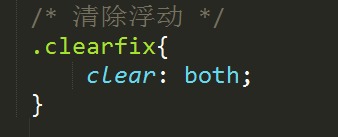 /* 清除浮动 */
.clearfix{
    clear: both;
}